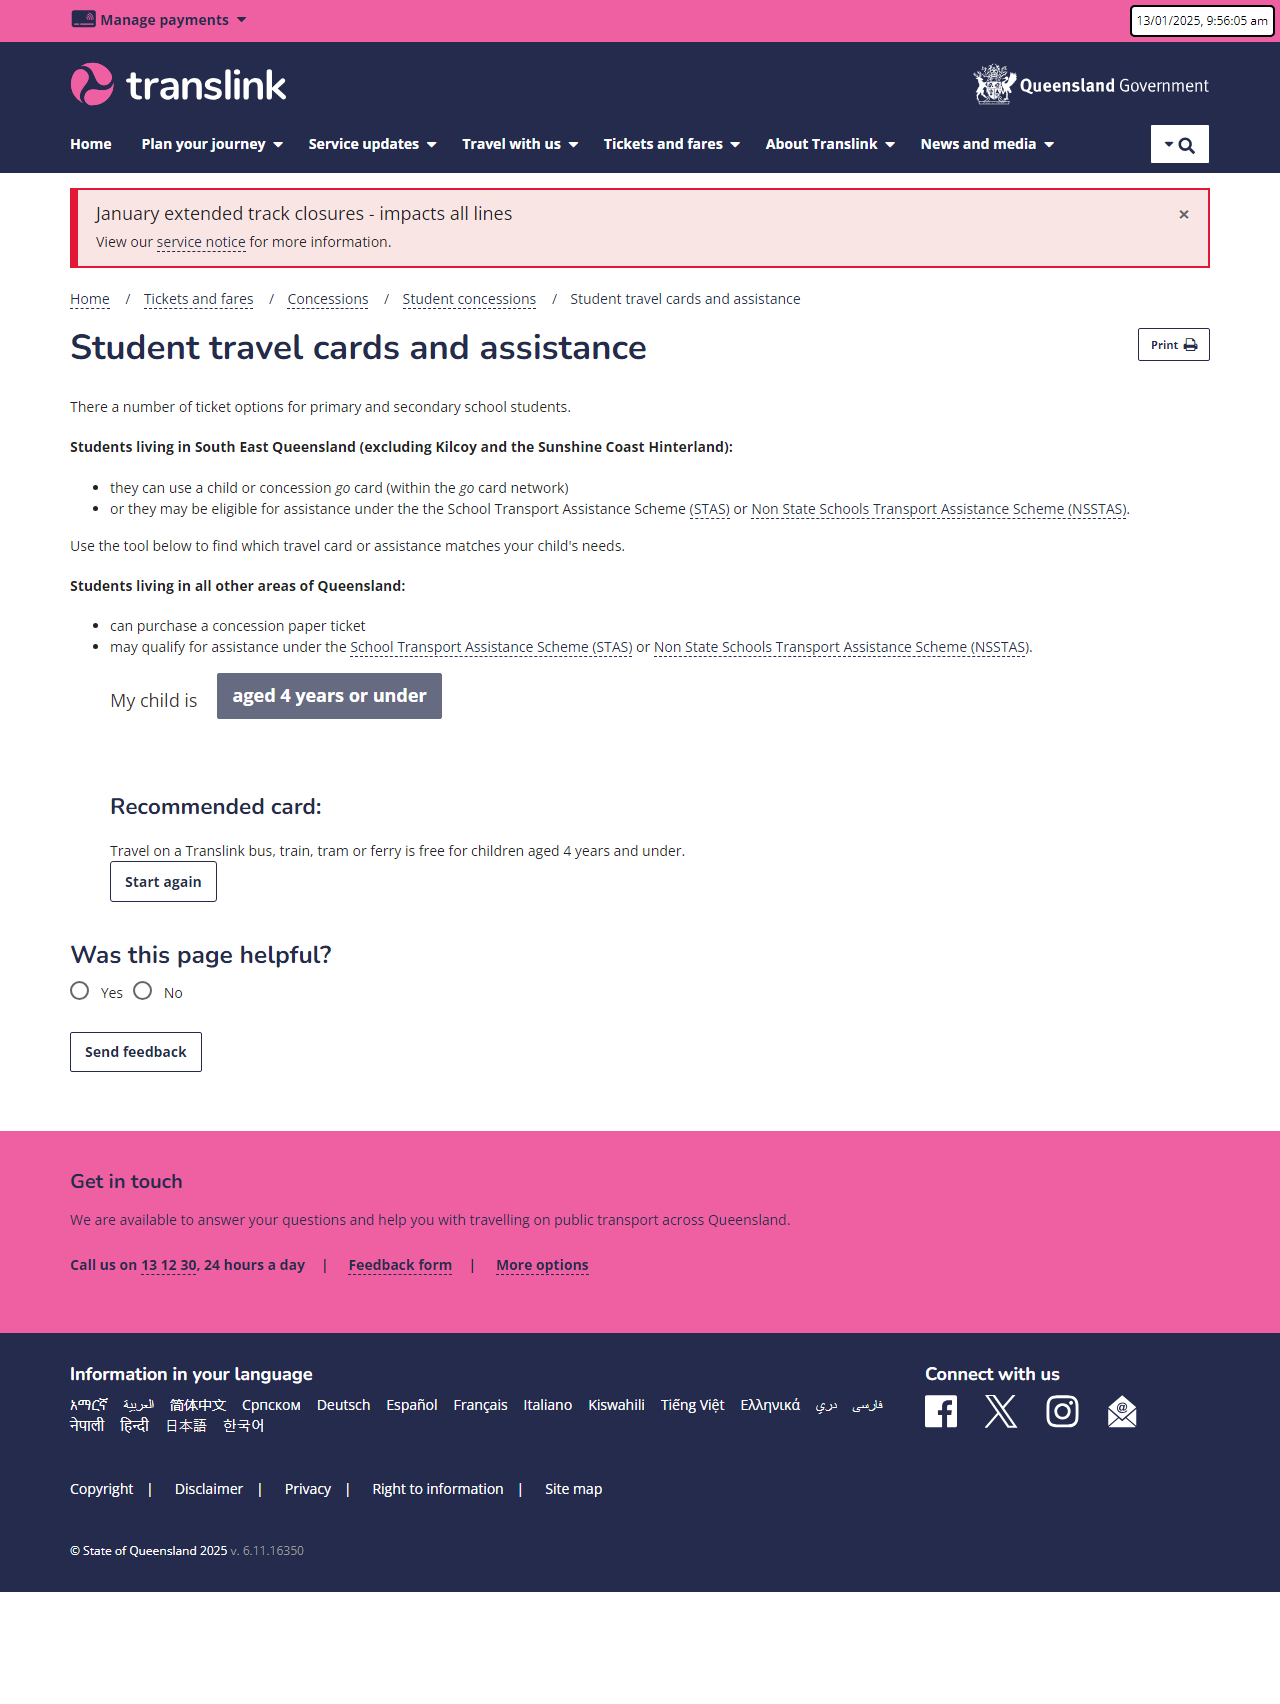 Manage payments
13/01/2025, 9:56:05 am
translink
Queensland Government
Home Plan your journey Service updates Travel with us Tickets and fares About Translink News and media
January extended track closures - impacts all lines
×
View our service notice for more information.
Home / Tickets and fares / Concessions / Student concessions / Student travel cards and assistance
Student travel cards and assistance
Print
There a number of ticket options for primary and secondary school students.
Students living in South East Queensland (excluding Kilcoy and the Sunshine Coast Hinterland):
• they can use a child or concession go card (within the go card network)
• or they may be eligible for assistance under the the School Transport Assistance Scheme (STAS) or Non State Schools Transport Assistance Scheme (NSSTAS).
Use the tool below to find which travel card or assistance matches your child's needs.
Students living in all other areas of Queensland:
• can purchase a concession paper ticket
• may qualify for assistance under the School Transport Assistance Scheme (STAS) or Non State Schools Transport Assistance Scheme (NSSTAS).
My child is aged 4 years or under
Recommended card:
Travel on a Translink bus, train, tram or ferry is free for children aged 4 years and under.
Start again
Was this page helpful?
Yes No
Send feedback
Get in touch
We are available to answer your questions and help you with travelling on public transport across Queensland.
Call us on 13 12 30, 24 hours a day | Feedback form | More options
Information in your language
Connect with us
አማርኛ العربية 简体中文 Српском Deutsch Español Français Italiano Kiswahili Tiếng Việt Ελληνικά دري فارسی
नेपाली हिन्दी 日本語 한국어
Copyright | Disclaimer | Privacy | Right to information | Site map
© State of Queensland 2025 v. 6.11.16350